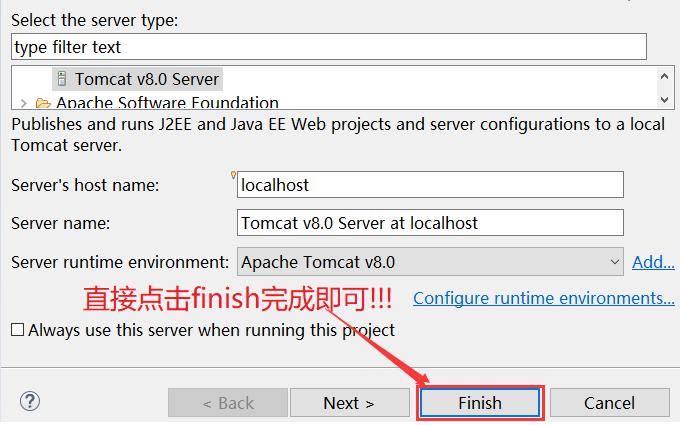 Select the server type:
type filter text
Tomcat v8.0 Server
Apache Software Foundation
Publishes and runs J2EE and Java EE Web projects and server configurations to a local
Tomcat server.
Server's host name:
localhost
Server name:
Tomcat v8.0 Server at localhost
Server runtime environment:
Apache Tomcat v8.0
Add...
直接点击finish完成即可!!!
Configure runtime environments...
Always use this server when running this project
?
< Back
Next >
Finish
Cancel